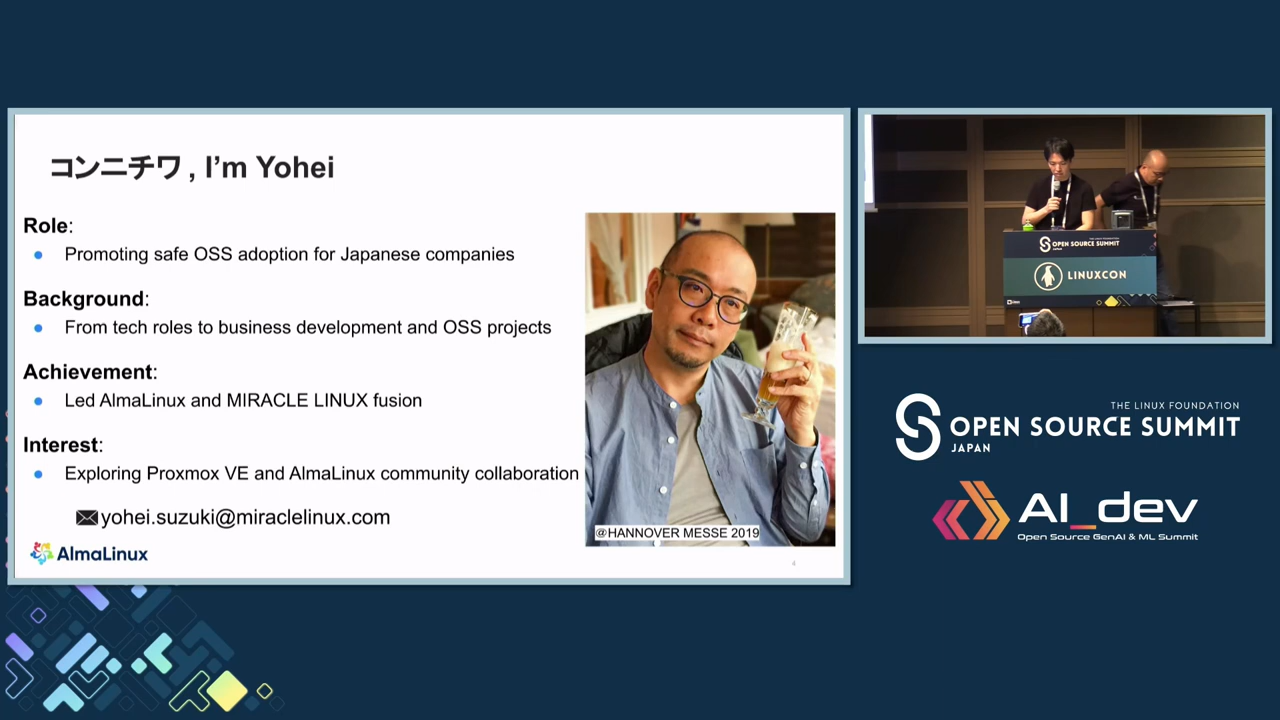 コンニチワ, I'm Yohei
Role:
Promoting safe OSS adoption for Japanese companies
Background:
From tech roles to business development and OSS projects
Achievement:
Led AlmaLinux and MIRACLE LINUX fusion
Interest:
Exploring Proxmox VE and AlmaLinux community collaboration
yohei.suzuki@miraclelinux.com
@HANNOVER MESSE 2019
AlmaLinux
4
OPEN SOURCE SUMMIT
JAPAN
LINUXCON
THE LINUX FOUNDATION
OPEN SOURCE SUMMIT
JAPAN
AI_dev
Open Source GenAI & ML Summit